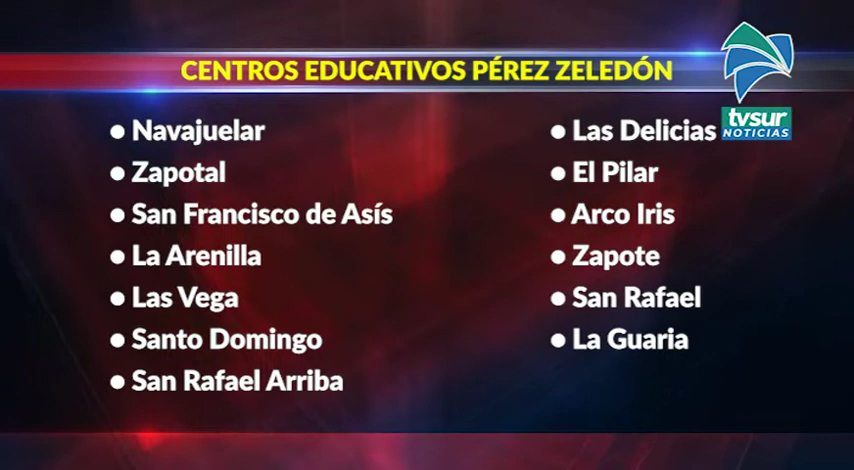 CENTROS EDUCATIVOS PÉREZ ZELEDÓN
tvsur
NOTICIAS
• Navajuelar
• Zapotal
• San Francisco de Asís
• La Arenilla
• Las Vega
• Santo Domingo
• San Rafael Arriba
• Las Delicias
• El Pilar
• Arco Iris
• Zapote
• San Rafael
• La Guaria